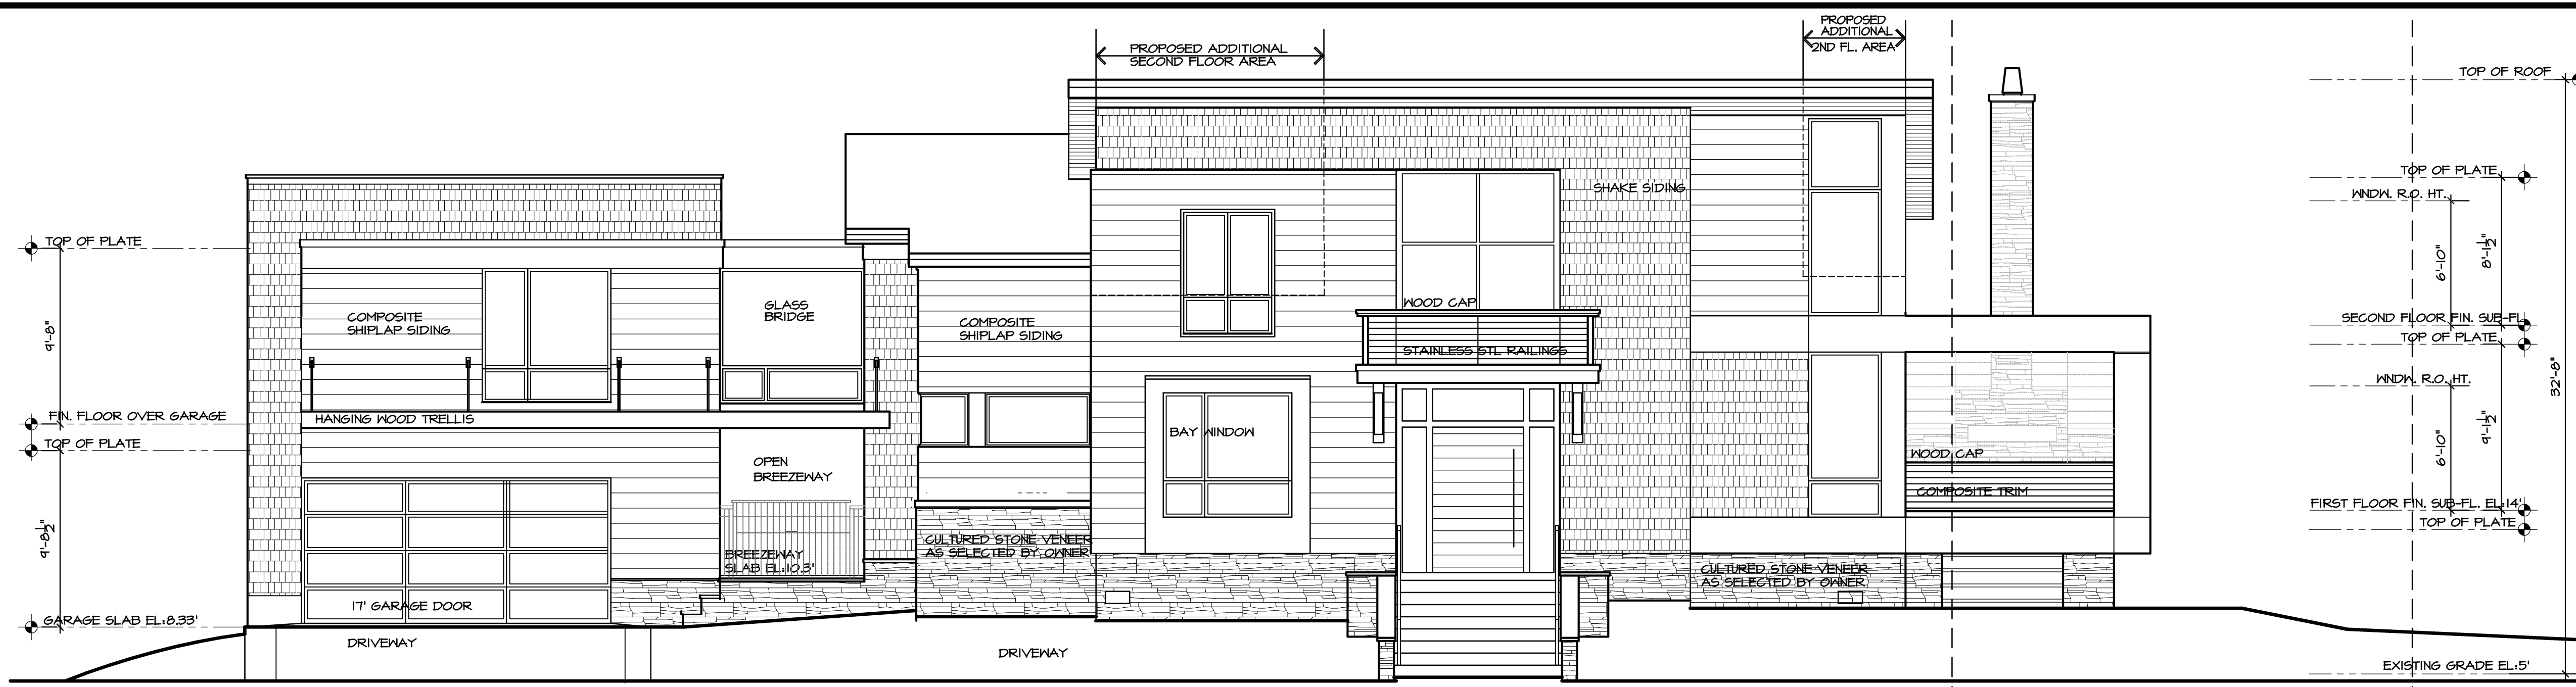 PROPOSED ADDITIONAL
SECOND FLOOR AREA
PROPOSED
ADDITIONAL
2ND FL. AREA
TOP OF ROOF
TOP OF PLATE
WNDW. R.O. HT.
SHAKE SIDING
TOP OF PLATE
6'-10"
8'-1½"
9'-8"
COMPOSITE
SHIPLAP SIDING
GLASS
BRIDGE
COMPOSITE
SHIPLAP SIDING
WOOD CAP
STAINLESS STL RAILINGS
SECOND FLOOR FIN. SUB-FL
TOP OF PLATE
WNDW. R.O. HT.
32'-8"
FIN. FLOOR OVER GARAGE
HANGING WOOD TRELLIS
TOP OF PLATE
BAY WINDOW
OPEN
BREEZEWAY
WOOD CAP
COMPOSITE TRIM
6'-10"
9'-1½"
FIRST FLOOR FIN. SUB-FL. EL:14'
TOP OF PLATE
9'-8½"
BREEZEWAY
SLAB EL:10.3'
CULTURED STONE VENEER
AS SELECTED BY OWNER
CULTURED STONE VENEER
AS SELECTED BY OWNER
17' GARAGE DOOR
GARAGE SLAB EL:8.33'
DRIVEWAY
DRIVEWAY
EXISTING GRADE EL:5'